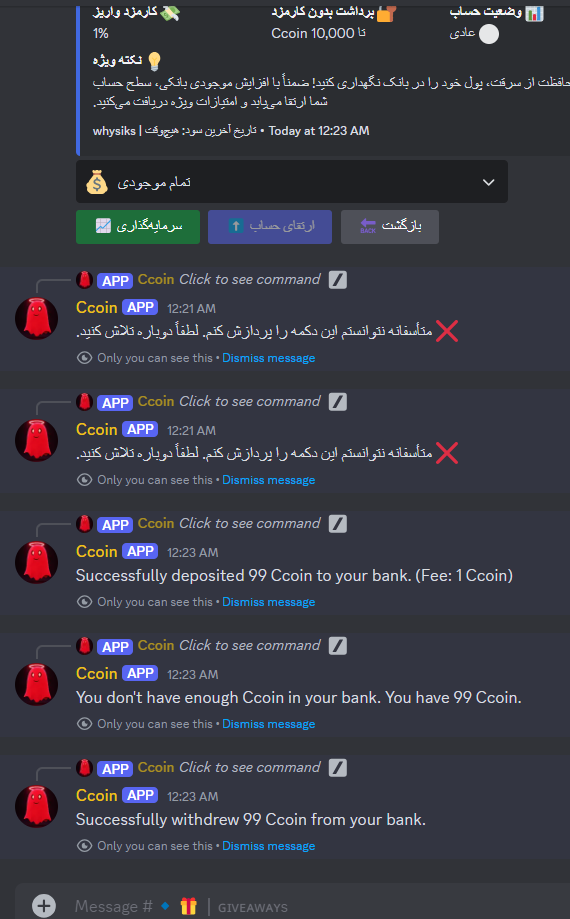 📊 وضعیت حساب
⚪ عادی
برداشت بدون کارمزد
تا 10,000 Ccoin
💸 کارمزد واریز
1%
💡 نکته ویژه
حافظت از سرقت، پول خود را در بانک نگهداری کنید! ضمناً با افزایش موجودی بانکی، سطح حساب
شما ارتقا می‌یابد و امتیازات ویژه دریافت می‌کنید.
whysiks | تاریخ آخرین سود: هیچ‌وقت • Today at 12:23 AM
تمام موجودی
سرمایه‌گذاری
ارتقای حساب
بازگشت
APP Ccoin Click to see command
Ccoin APP 12:21 AM
❌ متأسفانه نتوانستم این دکمه را پردازش کنم. لطفاً دوباره تلاش کنید.
Only you can see this • Dismiss message
APP Ccoin Click to see command
Ccoin APP 12:21 AM
❌ متأسفانه نتوانستم این دکمه را پردازش کنم. لطفاً دوباره تلاش کنید.
Only you can see this • Dismiss message
APP Ccoin Click to see command
Ccoin APP 12:23 AM
Successfully deposited 99 Ccoin to your bank. (Fee: 1 Ccoin)
Only you can see this • Dismiss message
APP Ccoin Click to see command
Ccoin APP 12:23 AM
You don't have enough Ccoin in your bank. You have 99 Ccoin.
Only you can see this • Dismiss message
APP Ccoin Click to see command
Ccoin APP 12:23 AM
Successfully withdrew 99 Ccoin from your bank.
Only you can see this • Dismiss message
Message # 🔹 🎁 | GIVEAWAYS